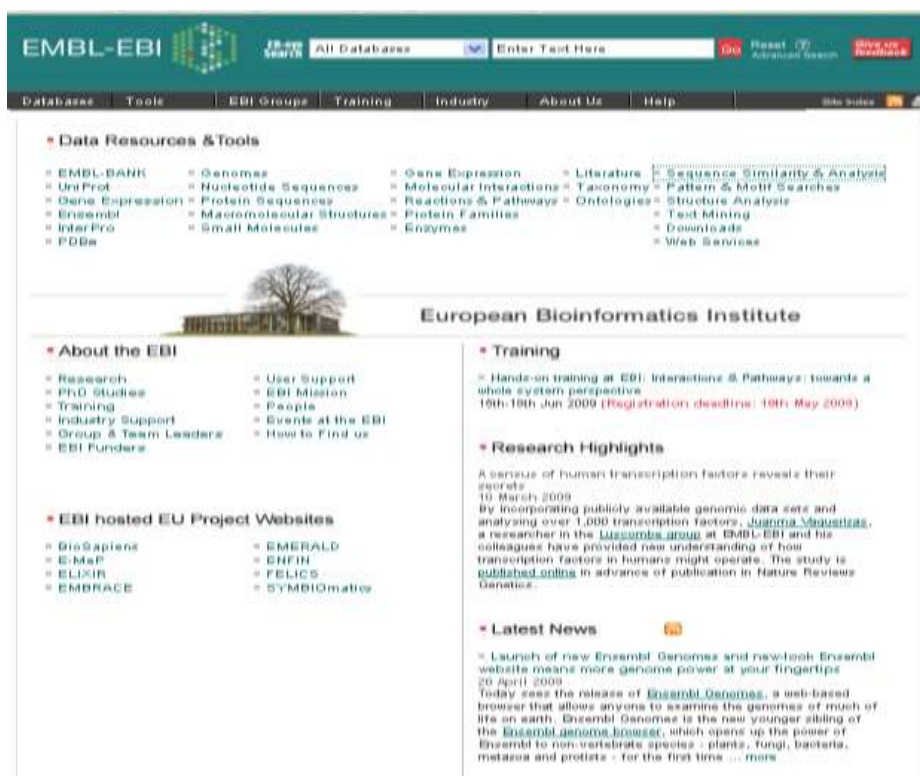 EMBL-EBI
EB-eye Search
All Databases
Enter Text Here
Go
Reset
Advanced Search
Give us feedback
Databases Tools EBI Groups Training Industry About Us Help Site Index
Data Resources &Tools
EMBL-BANK
UniProt
Gene Expression
Ensembl
InterPro
PDBe
Genomes
Nucleotide Sequences
Protein Sequences
Macromolecular Structures
Small Molecules
Gene Expression
Molecular Interactions
Reactions & Pathways
Protein Families
Enzymes
Literature
Taxonomy
Ontologies
Sequence Similarity & Analysis
Pattern & Motif Searches
Structure Analysis
Text Mining
Downloads
Web Services
European Bioinformatics Institute
About the EBI
Research
PhD Studies
Training
Industry Support
Group & Team Leaders
EBI Funders
User Support
EBI Mission
People
Events at the EBI
How to Find us
EBI hosted EU Project Websites
BioSapiens
E-MeP
ELIXIR
EMBRACE
EMERALD
ENFIN
FELICS
SYMBIOmatics
Training
Hands-on training at EBI: Interactions & Pathways: towards a
whole system perspective
16th-18th Jun 2009 (Registration deadline: 18th May 2009)
Research Highlights
A census of human transcription factors reveals their
secrets
10 March 2009
By incorporating publicly available genomic data sets and
analysing over 1,000 transcription factors, Juanma Vaquerizas,
a researcher in the Luscombe group at EMBL-EBI and his
colleagues have provided new understanding of how
transcription factors in humans might operate. The study is
published online in advance of publication in Nature Reviews
Genetics.
Latest News
Launch of new Ensembl Genomes and new-look Ensembl
website means more genome power at your fingertips
20 April 2009
Today sees the release of Ensembl Genomes, a web-based
browser that allows anyone to examine the genomes of much of
life on earth. Ensembl Genomes is the new younger sibling of
the Ensembl genome browser, which opens up the power of
Ensembl to non-vertebrate species - plants, fungi, bacteria,
metazoa and protists - for the first time ... more